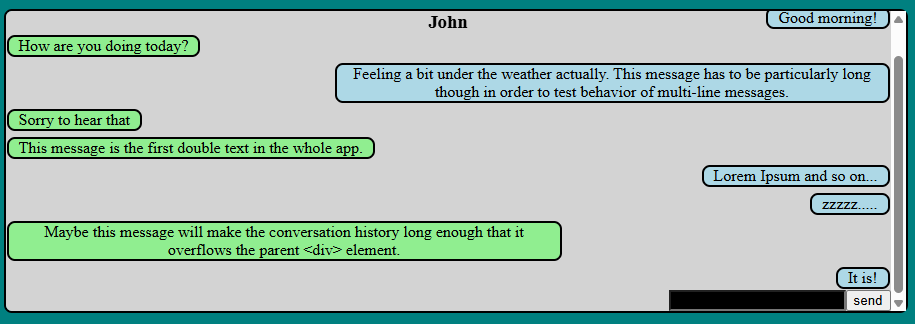 Good morning!
John
How are you doing today?
Feeling a bit under the weather actually. This message has to be particularly long
though in order to test behavior of multi-line messages.
Sorry to hear that
This message is the first double text in the whole app.
Lorem Ipsum and so on...
zzzzz.....
Maybe this message will make the conversation history long enough that it
overflows the parent <div> element.
It is!
send